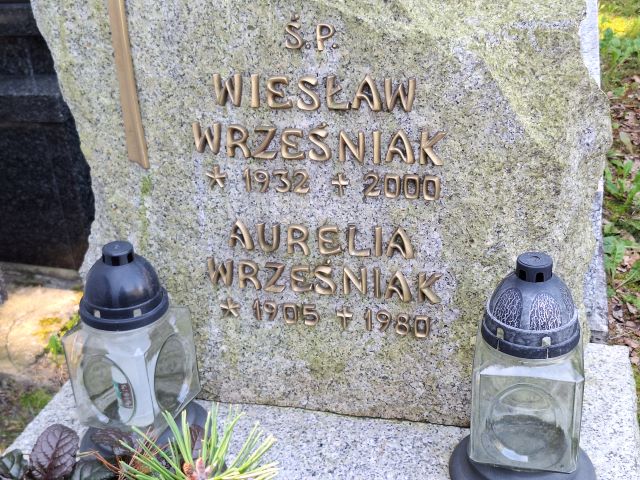 Ś.P.
WIESŁAW
WRZEŚNIAK
* 1932 + 2000
AURELIA
WRZEŚNIAK
* 1905 + 1980